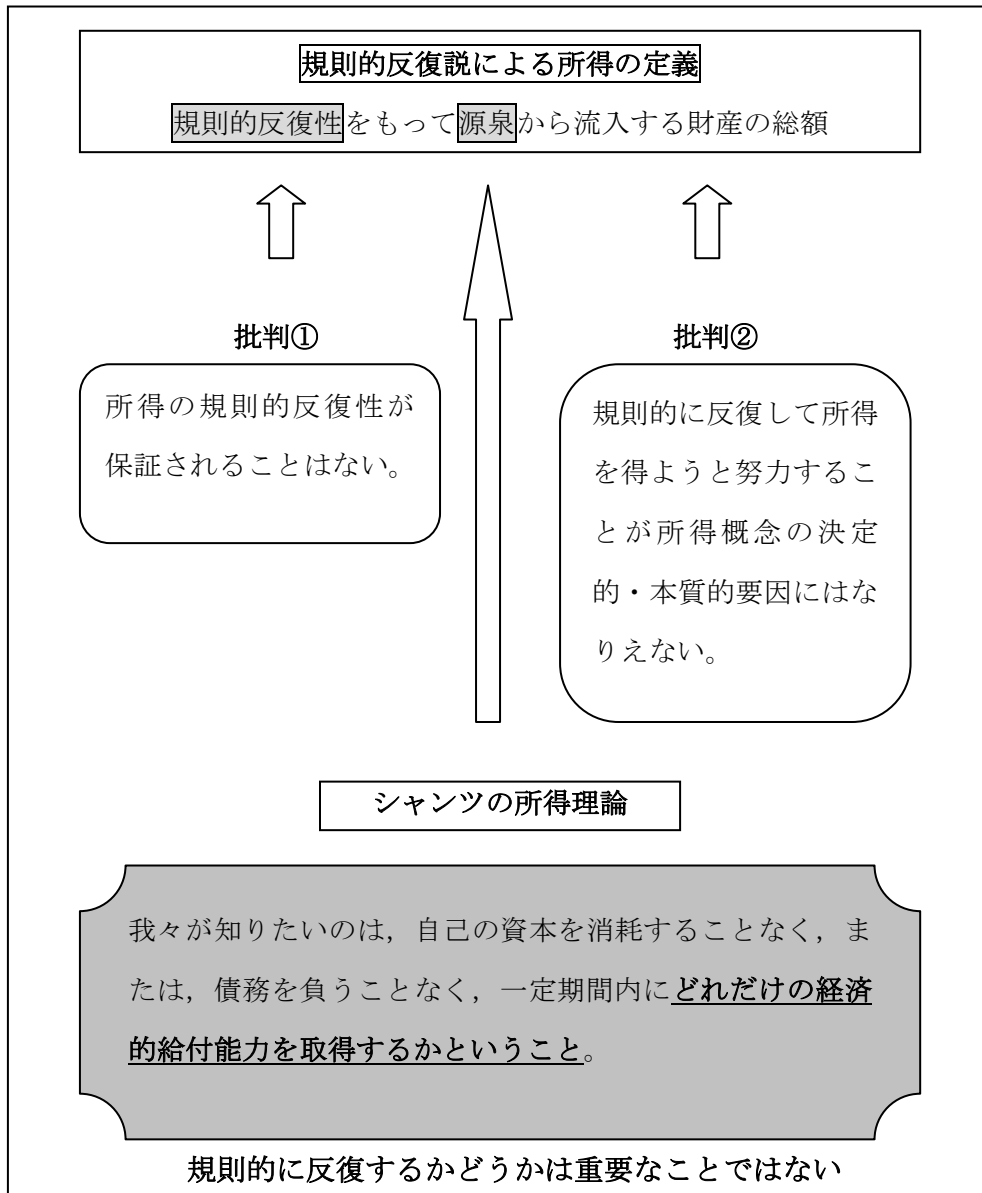 規則的反復説による所得の定義
規則的反復性をもって源泉から流入する財産の総額
批判①
所得の規則的反復性が
保証されることはない。
批判②
規則的に反復して所得
を得ようと努力するこ
とが所得概念の決定
的・本質的要因にはな
りえない。
シャンツの所得理論
我々が知りたいのは，自己の資本を消耗することなく，ま
たは，債務を負うことなく，一定期間内にどれだけの経済
的給付能力を取得するかということ。
規則的に反復するかどうかは重要なことではない